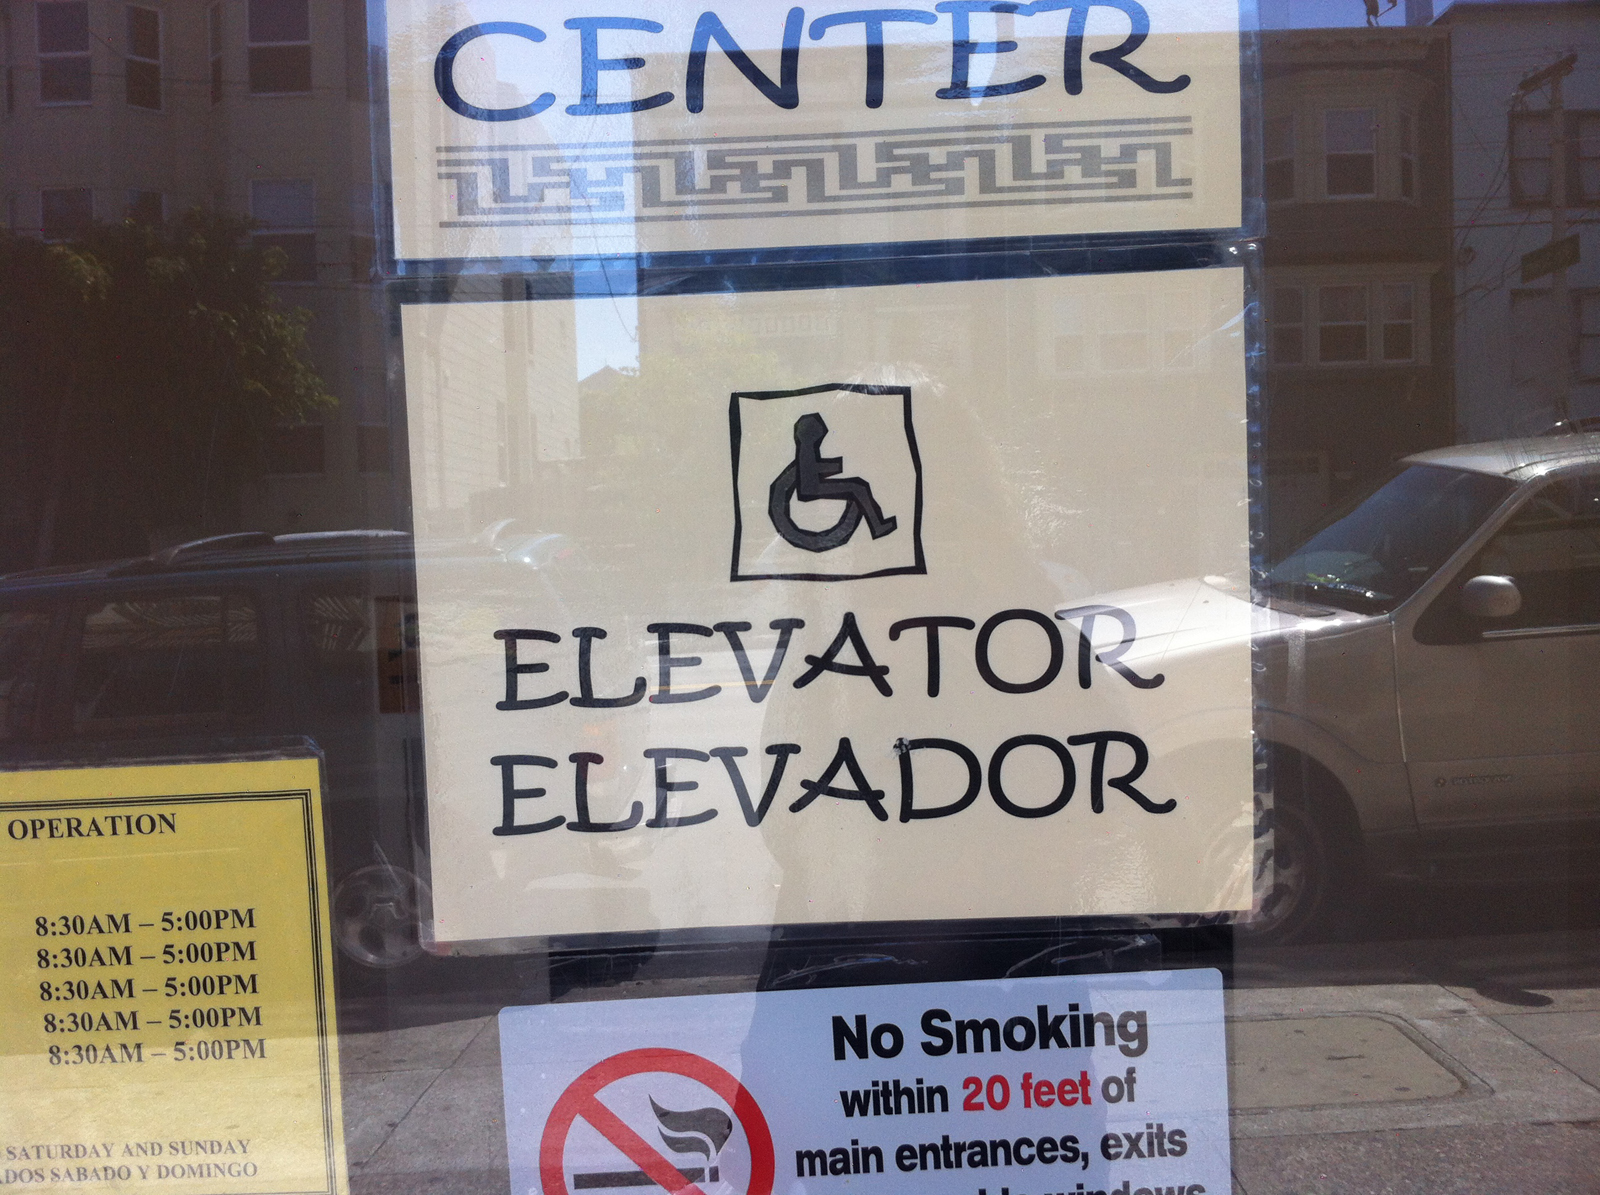 CENTER
ELEVATOR
ELEVADOR
OPERATION
8:30AM – 5:00PM
8:30AM – 5:00PM
8:30AM – 5:00PM
8:30AM – 5:00PM
8:30AM – 5:00PM
SATURDAY AND SUNDAY
SABADO Y DOMINGO
No Smoking
within 20 feet of
main entrances, exits
windows